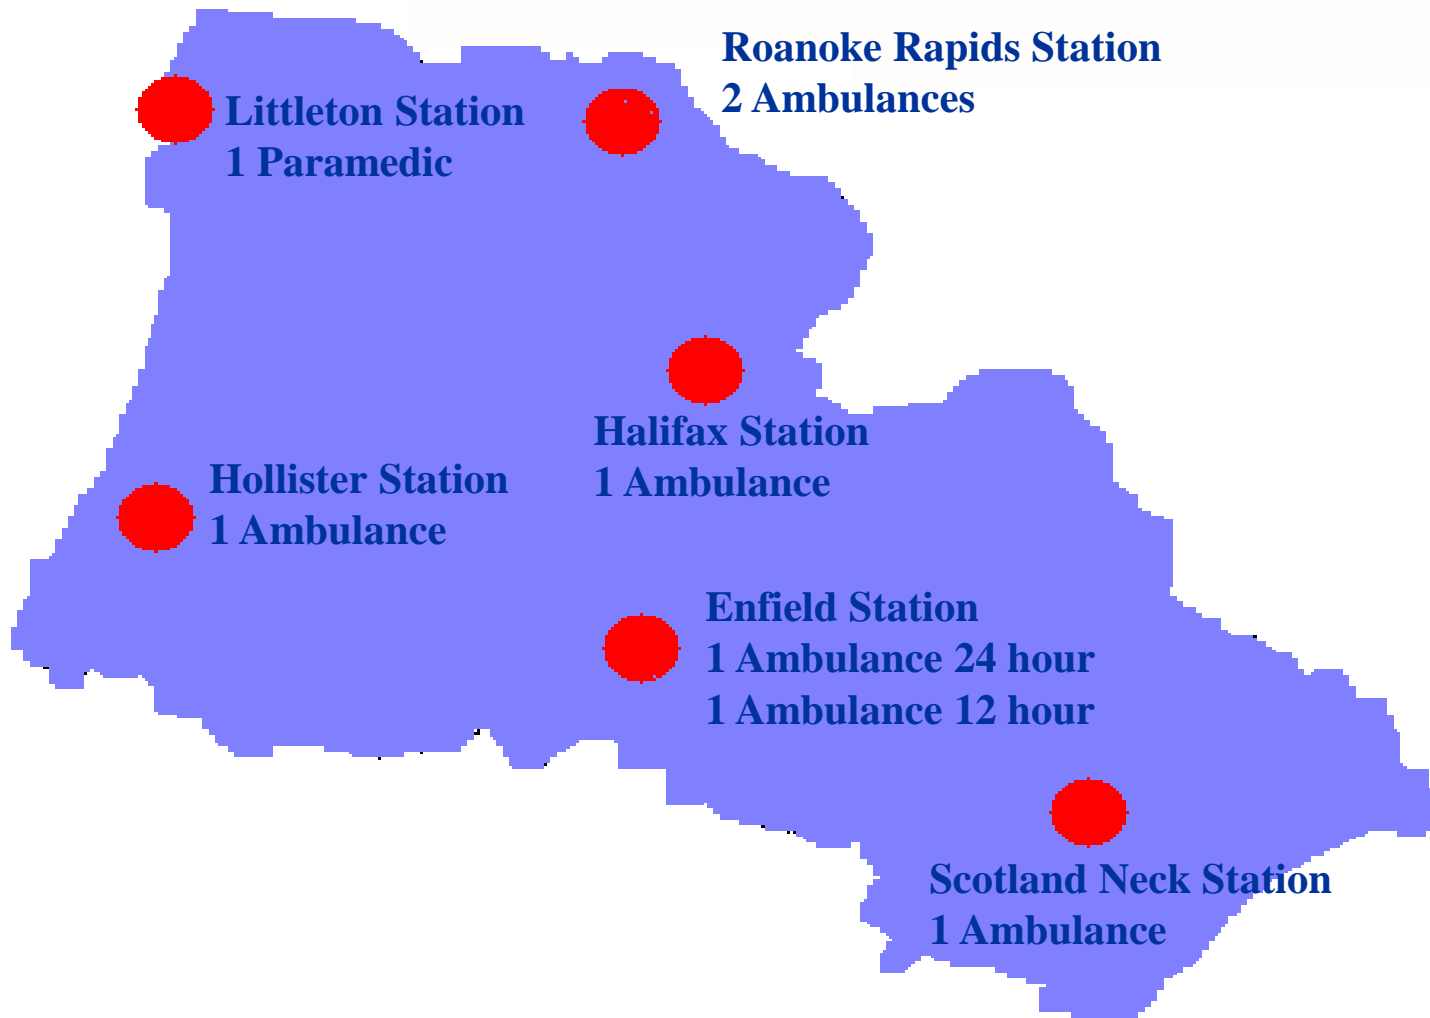 Roanoke Rapids Station
2 Ambulances
Littleton Station
1 Paramedic
Halifax Station
1 Ambulance
Hollister Station
1 Ambulance
Enfield Station
1 Ambulance 24 hour
1 Ambulance 12 hour
Scotland Neck Station
1 Ambulance